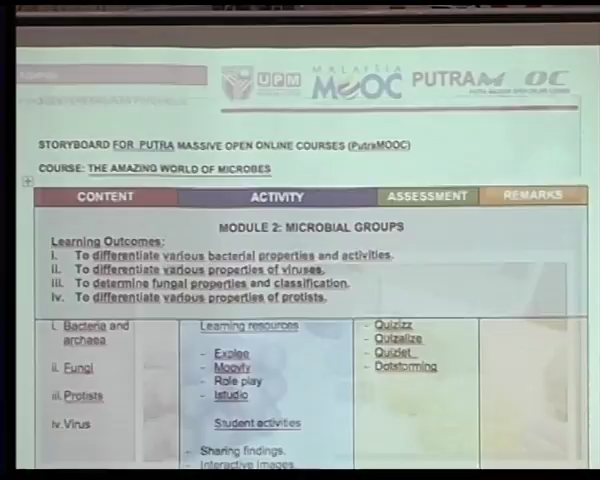 UPM MALAYSIA MOOC PUTRA MOOC
STORYBOARD FOR PUTRA MASSIVE OPEN ONLINE COURSES (PutraMOOC)
COURSE: THE AMAZING WORLD OF MICROBES
CONTENT ACTIVITY ASSESSMENT REMARKS
MODULE 2: MICROBIAL GROUPS
Learning Outcomes:
i. To differentiate various bacterial properties and activities.
ii. To differentiate various properties of viruses.
iii. To determine fungal properties and classification.
iv. To differentiate various properties of protists.
i. Bacteria and
archaea
ii. Fungi
iii. Protists
iv. Virus
Learning resources
- Explee
- Moovly
- Role play
- Istudio
Student activities
- Sharing findings.
- Interactive images.
- Quizizz
- Quizalize
- Quizlet
- Dotstorming